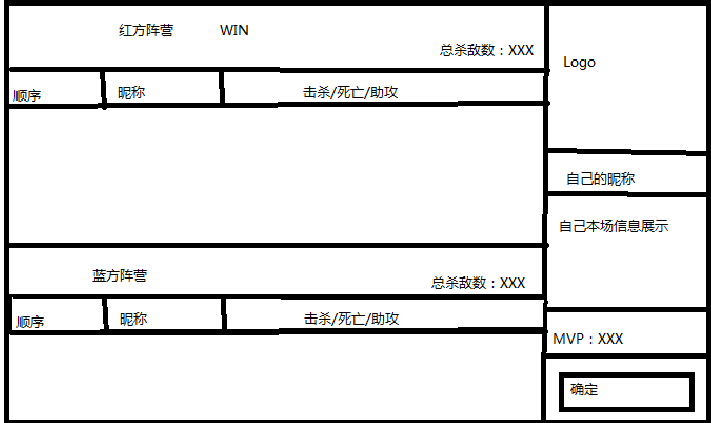 红方阵营 WIN
总杀敌数：XXX
顺序 昵称 击杀/死亡/助攻
蓝方阵营
总杀敌数：XXX
顺序 昵称 击杀/死亡/助攻
Logo
自己的昵称
自己本场信息展示
MVP：XXX
确定